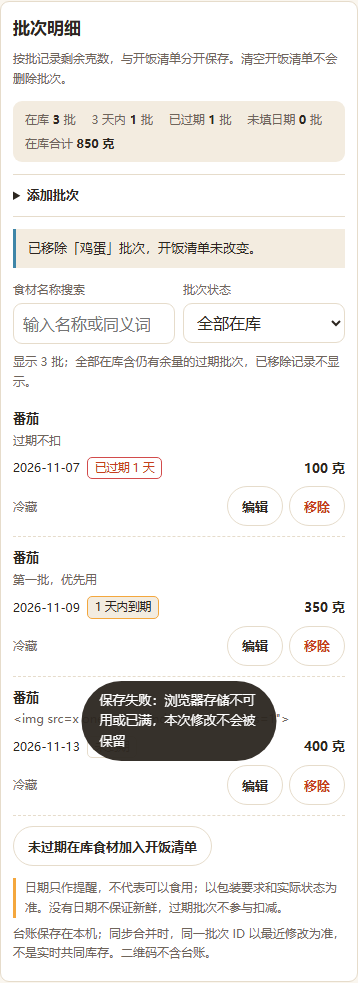 批次明细
按批记录剩余克数，与开饭清单分开保存。清空开饭清单不会
删除批次。
在库 3 批 3 天内 1 批 已过期 1 批 未填日期 0 批
在库合计 850 克
▶ 添加批次
已移除「鸡蛋」批次，开饭清单未改变。
食材名称搜索 批次状态
输入名称或同义词 全部在库
显示 3 批；全部在库含仍有余量的过期批次，已移除记录不显
示。
番茄
过期不扣
2026-11-07 已过期 1 天 100 克
冷藏 编辑 移除
番茄
第一批，优先用
2026-11-09 1 天内到期 350 克
冷藏 编辑 移除
番茄
<img src=x ">
保存失败：浏览器存储不可
用或已满，本次修改不会被
保留
2026-11-13 400 克
冷藏 编辑 移除
未过期在库食材加入开饭清单
日期只作提醒，不代表可以食用；以包装要求和实际状态为
准。没有日期不保证新鲜，过期批次不参与扣减。
台账保存在本机；同步合并时，同一批次 ID 以最近修改为准，
不是实时共同库存。二维码不含台账。